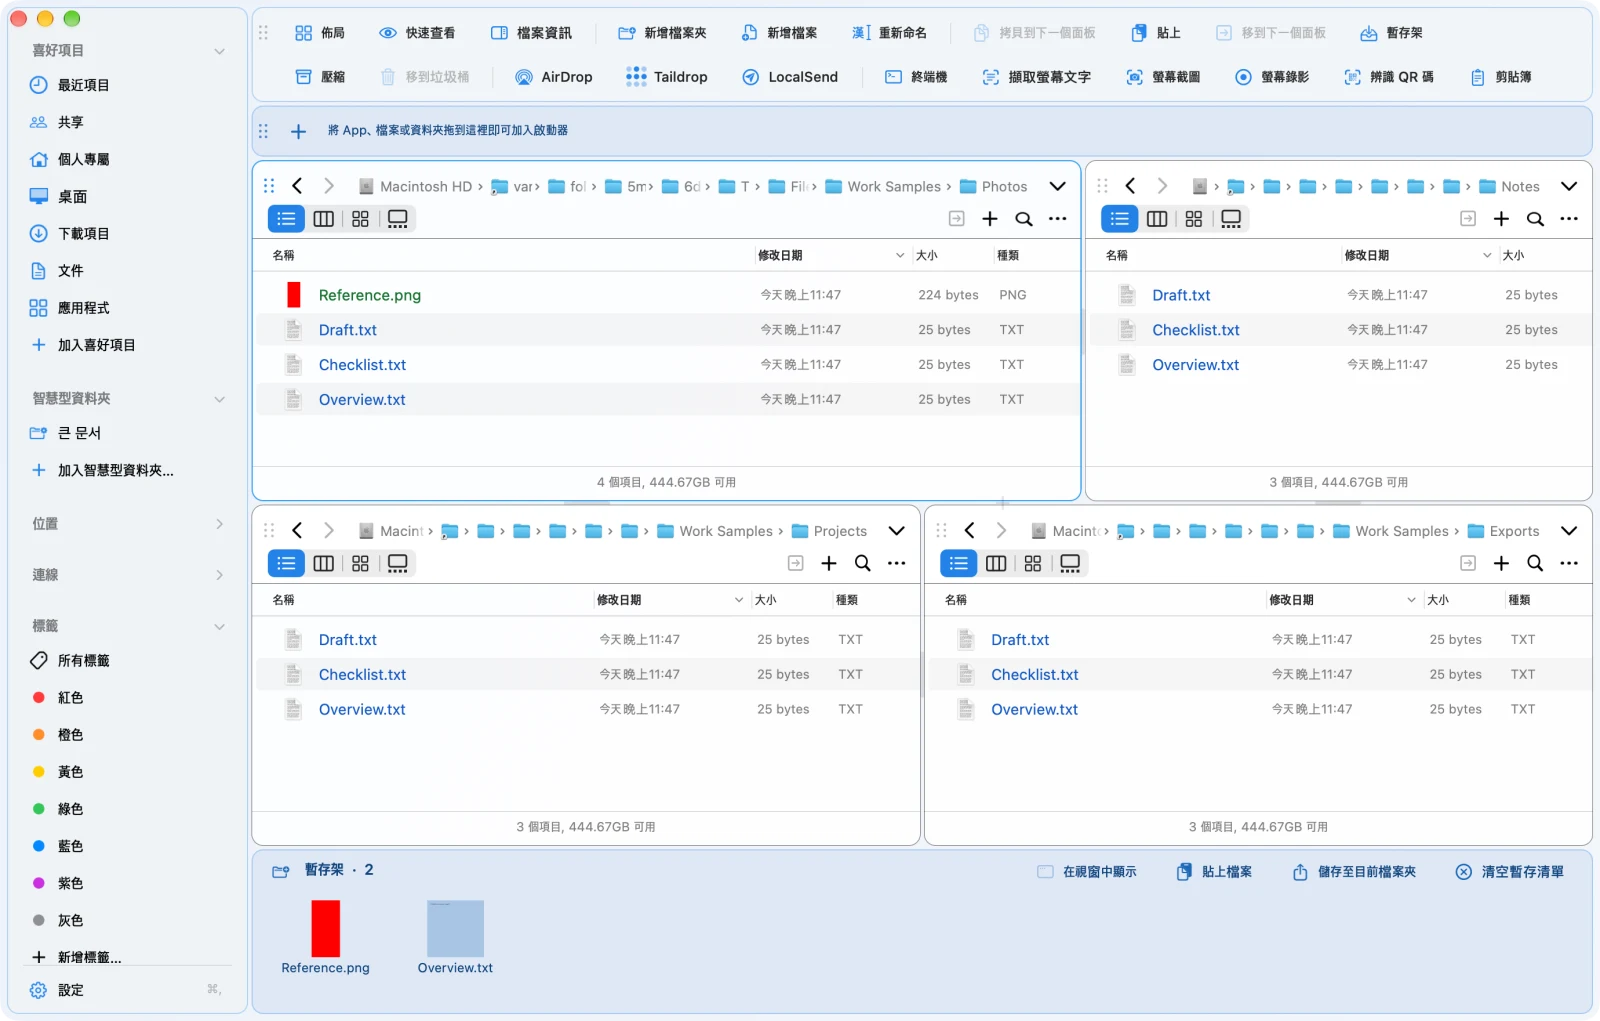 喜好項目
最近項目
共享
個人專屬
桌面
下載項目
文件
應用程式
加入喜好項目
智慧型資料夾
큰 문서
加入智慧型資料夾...
位置
連線
標籤
所有標籤
紅色
橙色
黃色
綠色
藍色
紫色
灰色
新增標籤...
設定 ⌘,
佈局 快速查看 檔案資訊 新增檔案夾 新增檔案 重新命名 拷貝到下一個面板 貼上 移到下一個面板 暫存架
壓縮 移到垃圾桶 AirDrop Taildrop LocalSend 終端機 擷取螢幕文字 螢幕截圖 螢幕錄影 辨識 QR 碼 剪貼簿
將 App、檔案或資料夾拖到這裡即可加入啟動器
Macintosh HD › var› fol › 5m› 6d › T › File› Work Samples › Photos
名稱 修改日期 大小 種類
Reference.png 今天晚上11:47 224 bytes PNG
Draft.txt 今天晚上11:47 25 bytes TXT
Checklist.txt 今天晚上11:47 25 bytes TXT
Overview.txt 今天晚上11:47 25 bytes TXT
4 個項目, 444.67GB 可用
Notes
名稱 修改日期 大小
Draft.txt 今天晚上11:47 25 bytes
Checklist.txt 今天晚上11:47 25 bytes
Overview.txt 今天晚上11:47 25 bytes
3 個項目, 444.67GB 可用
Macint › Work Samples › Projects
名稱 修改日期 大小 種類
Draft.txt 今天晚上11:47 25 bytes TXT
Checklist.txt 今天晚上11:47 25 bytes TXT
Overview.txt 今天晚上11:47 25 bytes TXT
3 個項目, 444.67GB 可用
Macint › Work Samples › Exports
名稱 修改日期 大小 種類
Draft.txt 今天晚上11:47 25 bytes TXT
Checklist.txt 今天晚上11:47 25 bytes TXT
Overview.txt 今天晚上11:47 25 bytes TXT
3 個項目, 444.67GB 可用
暫存架 · 2 在視窗中顯示 貼上檔案 儲存至目前檔案夾 清空暫存清單
Reference.png
Overview.txt